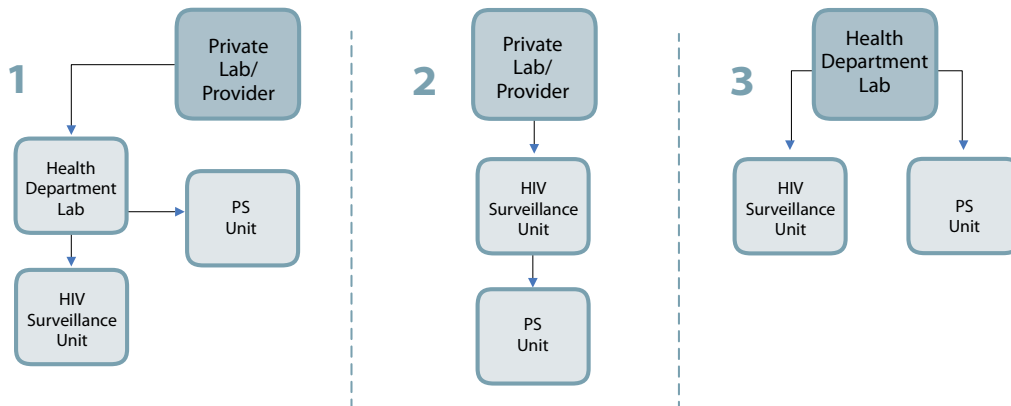 1
Private
Lab/
Provider
Health
Department
Lab
PS
Unit
HIV
Surveillance
Unit
2
Private
Lab/
Provider
HIV
Surveillance
Unit
PS
Unit
3
Health
Department
Lab
HIV
Surveillance
Unit
PS
Unit